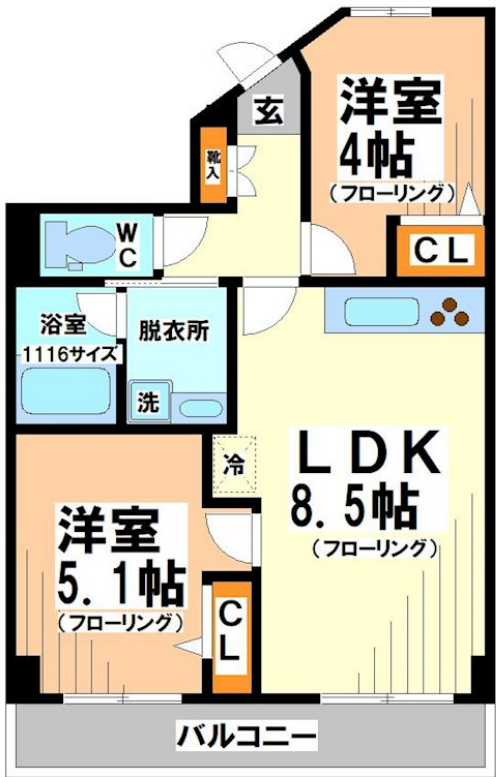 玄
洋室
4帖
(フローリング)
靴入
WC
CL
浴室
1116サイズ
脱衣所
洗
冷
LDK
8.5帖
(フローリング)
洋室
5.1帖
(フローリング)
CL
バルコニー